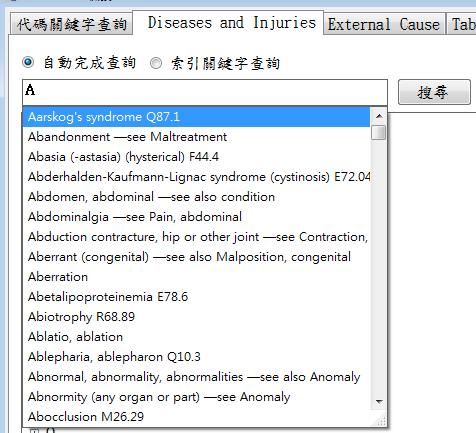 代碼關鍵字查詢 Diseases and Injuries External Cause Tab
自動完成查詢 索引關鍵字查詢
A 搜尋
Aarskog's syndrome Q87.1
Abandonment —see Maltreatment
Abasia (-astasia) (hysterical) F44.4
Abderhalden-Kaufmann-Lignac syndrome (cystinosis) E72.04
Abdomen, abdominal —see also condition
Abdominalgia —see Pain, abdominal
Abduction contracture, hip or other joint —see Contraction,
Aberrant (congenital) —see also Malposition, congenital
Aberration
Abetalipoproteinemia E78.6
Abiotrophy R68.89
Ablatio, ablation
Ablepharia, ablepharon Q10.3
Abnormal, abnormality, abnormalities —see also Anomaly
Abnormity (any organ or part) —see Anomaly
Abocclusion M26.29